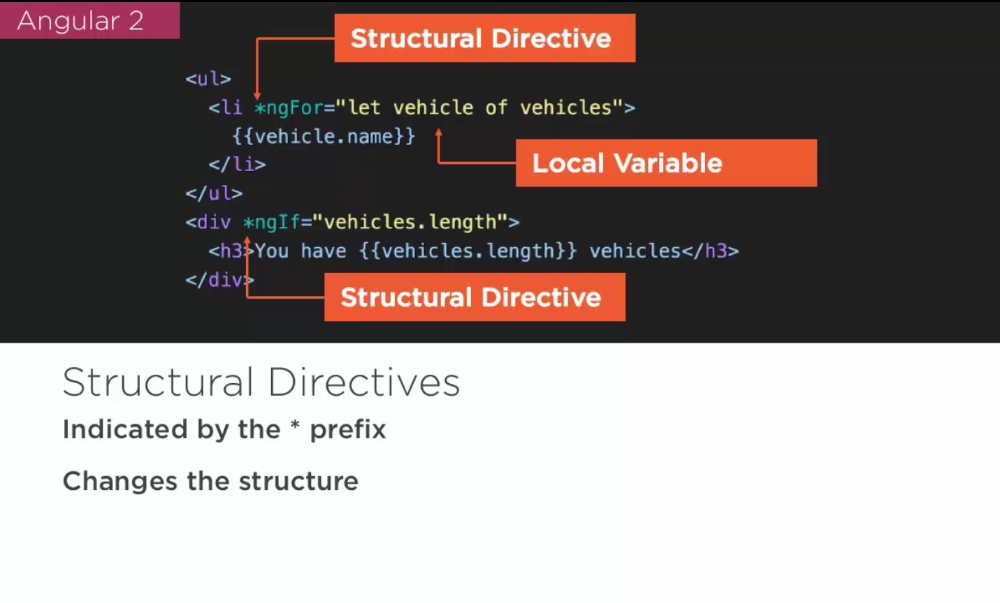 Angular 2
Structural Directive
<ul>
<li *ngFor="let vehicle of vehicles">
{{vehicle.name}}
Local Variable
</li>
</ul>
<div *ngIf="vehicles.length">
<h3>You have {{vehicles.length}} vehicles</h3>
</div>
Structural Directive
Structural Directives
Indicated by the * prefix
Changes the structure